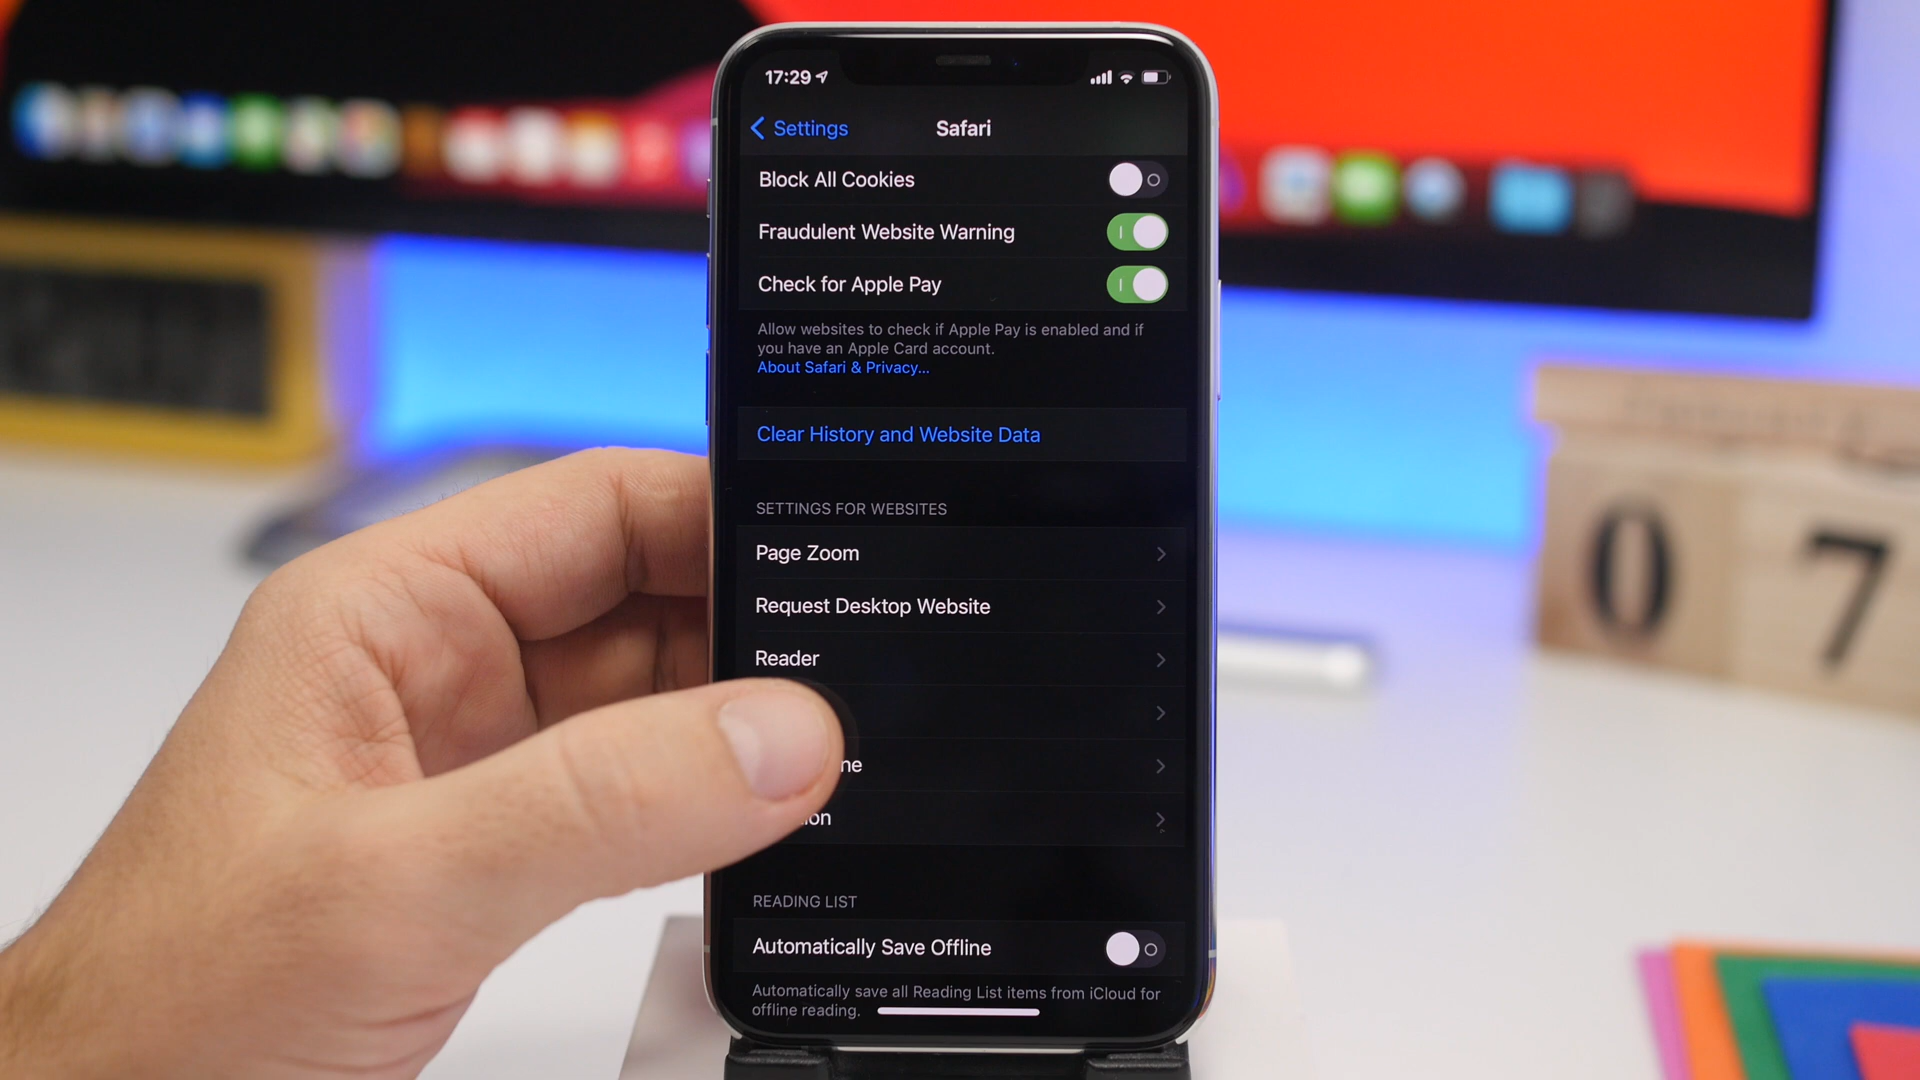 17:29
Settings
Safari
Block All Cookies
Fraudulent Website Warning
Check for Apple Pay
Allow websites to check if Apple Pay is enabled and if
you have an Apple Card account.
About Safari & Privacy...
Clear History and Website Data
SETTINGS FOR WEBSITES
Page Zoom
Request Desktop Website
Reader
ne
ion
READING LIST
Automatically Save Offline
Automatically save all Reading List items from iCloud for
offline reading.
0 7